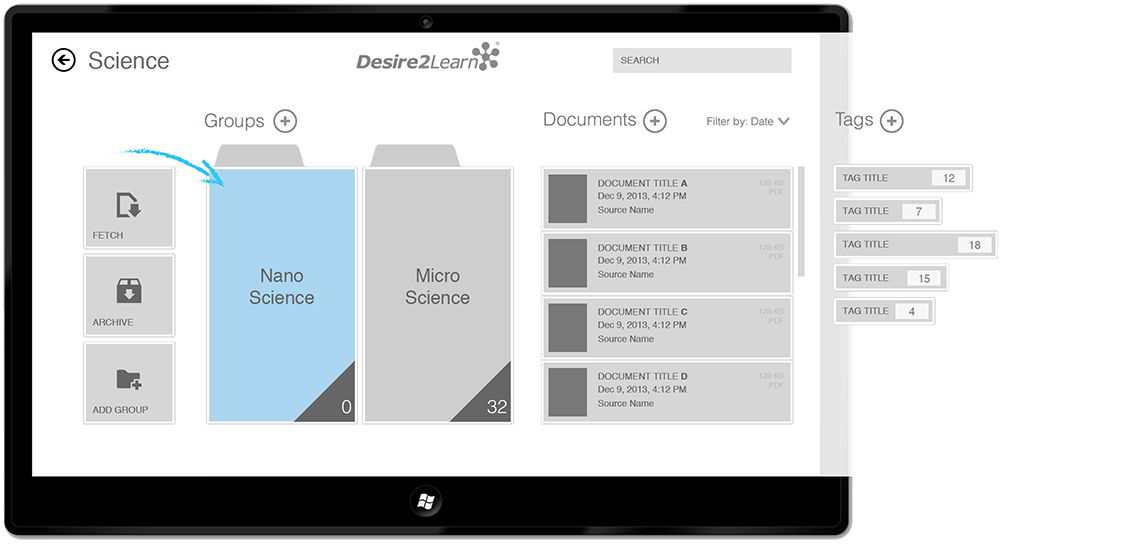 Science
Desire2Learn
SEARCH
Groups
Documents
Filter by: Date
Tags
FETCH
ARCHIVE
ADD GROUP
Nano
Science
0
Micro
Science
32
DOCUMENT TITLE A
123 KB
Dec 9, 2013, 4:12 PM
PDF
Source Name
DOCUMENT TITLE B
123 KB
Dec 9, 2013, 4:12 PM
PDF
Source Name
DOCUMENT TITLE C
123 KB
Dec 9, 2013, 4:12 PM
PDF
Source Name
DOCUMENT TITLE D
123 KB
Dec 9, 2013, 4:12 PM
PDF
Source Name
TAG TITLE 12
TAG TITLE 7
TAG TITLE 18
TAG TITLE 15
TAG TITLE 4